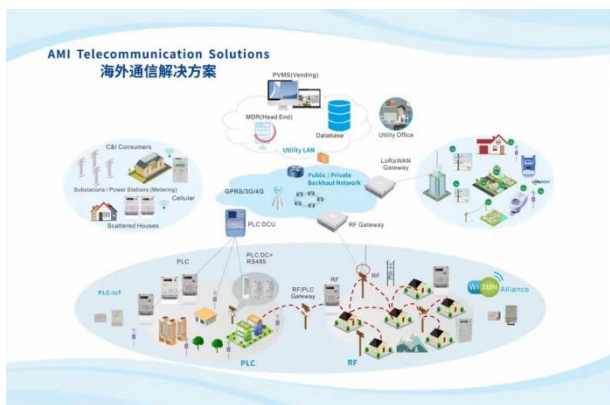 AMI Telecommunication Solutions
海外通信解决方案
PVMS(Vending)
MDR(Head End)
Database
Utility Office
Utility LAN
C&I Consumers
Substations / Power Stations (Metering)
Cellular
Scattered Houses
Public / Private
Backbaul Network
LoRaWAN
Gateway
GPRS/3G/4G
PLC DCU
RF Gateway
PLC
PLC DC+
RS485
RF/PLC
Gateway
RF
RF
PLC-IoT
WI SUN
Alliance
PLC
RF